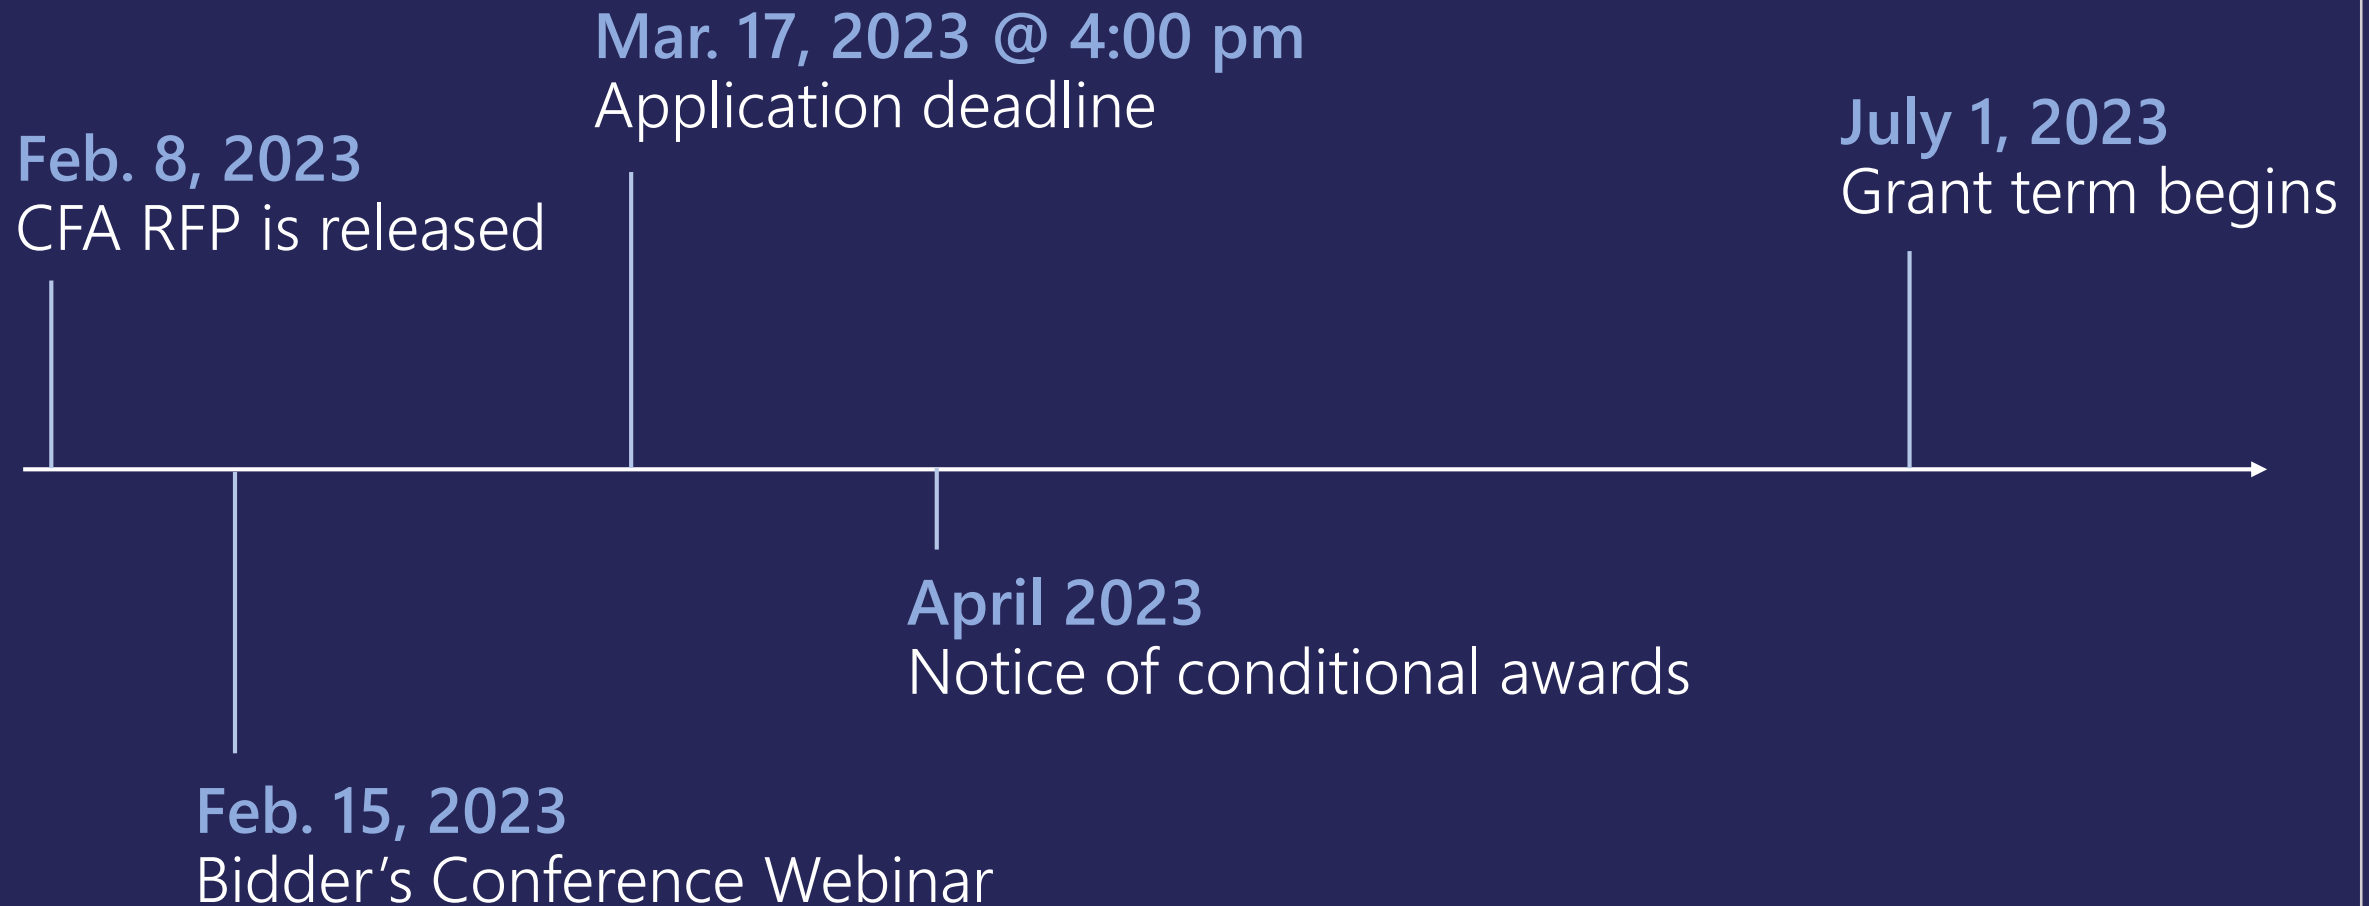 Feb. 8, 2023
CFA RFP is released
Feb. 15, 2023
Bidder’s Conference Webinar
Mar. 17, 2023 @ 4:00 pm
Application deadline
April 2023
Notice of conditional awards
July 1, 2023
Grant term begins